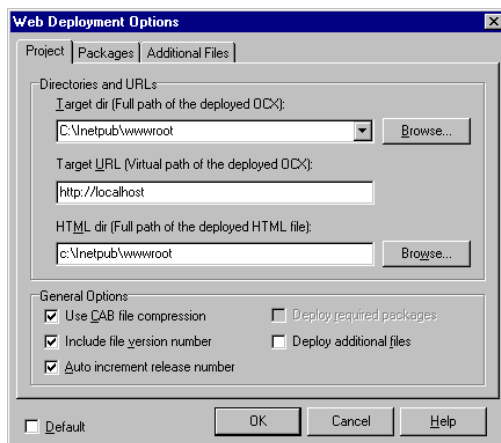 Web Deployment Options
Project Packages Additional Files
Directories and URLs
Target dir (Full path of the deployed OCX):
C:\Inetpub\wwwroot Browse...
Target URL (Virtual path of the deployed OCX):
http://localhost
HTML dir (Full path of the deployed HTML file):
c:\Inetpub\wwwroot Browse...
General Options
Use CAB file compression Deploy required packages
Include file version number Deploy additional files
Auto increment release number
Default OK Cancel Help